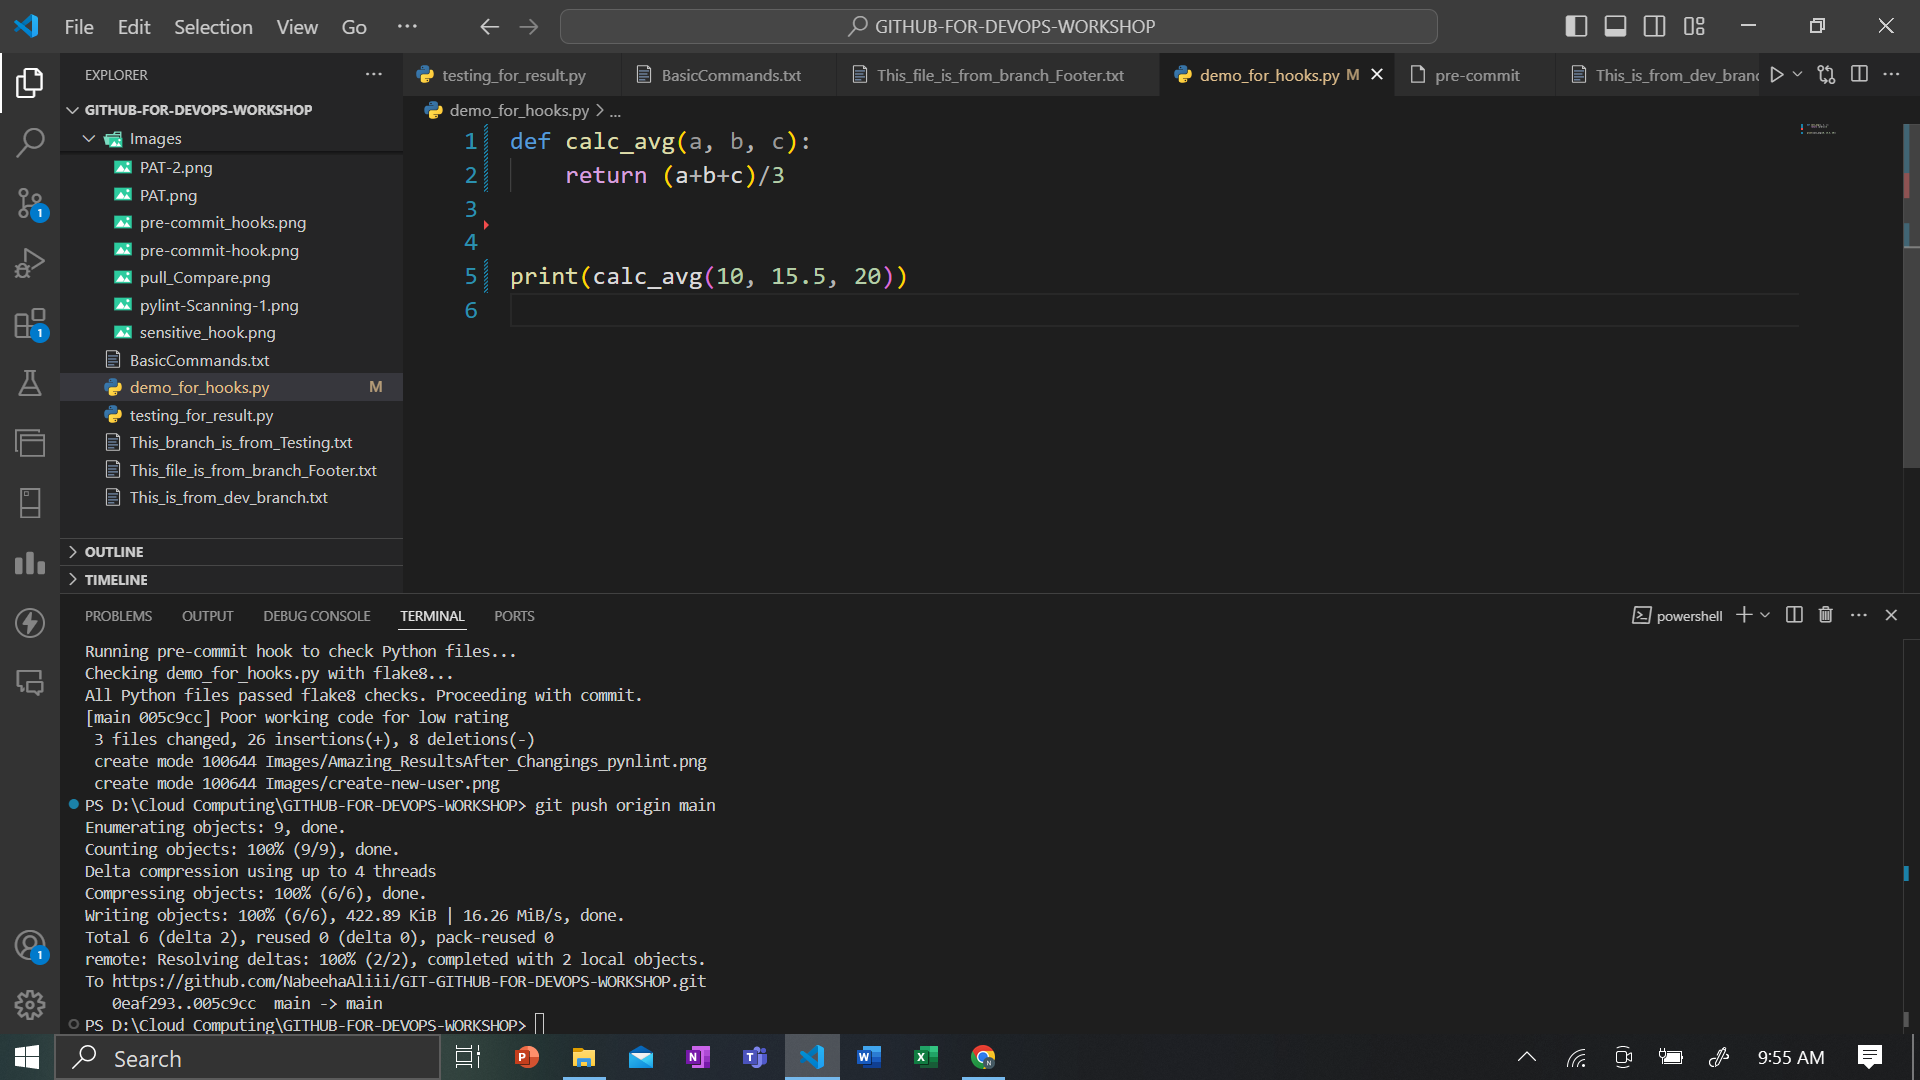 File Edit Selection View Go ···
GITHUB-FOR-DEVOPS-WORKSHOP
EXPLORER
GITHUB-FOR-DEVOPS-WORKSHOP
Images
PAT-2.png
PAT.png
pre-commit_hooks.png
pre-commit-hook.png
pull_Compare.png
pylint-Scanning-1.png
sensitive_hook.png
BasicCommands.txt
demo_for_hooks.py M
testing_for_result.py
This_branch_is_from_Testing.txt
This_file_is_from_branch_Footer.txt
This_is_from_dev_branch.txt
OUTLINE
TIMELINE
1
1
1
testing_for_result.py BasicCommands.txt This_file_is_from_branch_Footer.txt demo_for_hooks.py M pre-commit This_is_from_dev_branc
demo_for_hooks.py > ...
1 def calc_avg(a, b, c):
2 return (a+b+c)/3
3
4
5 print(calc_avg(10, 15.5, 20))
6
PROBLEMS OUTPUT DEBUG CONSOLE TERMINAL PORTS
powershell
Running pre-commit hook to check Python files...
Checking demo_for_hooks.py with flake8...
All Python files passed flake8 checks. Proceeding with commit.
[main 005c9cc] Poor working code for low rating
3 files changed, 26 insertions(+), 8 deletions(-)
create mode 100644 Images/Amazing_ResultsAfter_Changings_pynlint.png
create mode 100644 Images/create-new-user.png
PS D:\Cloud Computing\GITHUB-FOR-DEVOPS-WORKSHOP> git push origin main
Enumerating objects: 9, done.
Counting objects: 100% (9/9), done.
Delta compression using up to 4 threads
Compressing objects: 100% (6/6), done.
Writing objects: 100% (6/6), 422.89 KiB | 16.26 MiB/s, done.
Total 6 (delta 2), reused 0 (delta 0), pack-reused 0
remote: Resolving deltas: 100% (2/2), completed with 2 local objects.
To https://github.com/NabeehaAliii/GIT-GITHUB-FOR-DEVOPS-WORKSHOP.git
0eaf293..005c9cc main -> main
PS D:\Cloud Computing\GITHUB-FOR-DEVOPS-WORKSHOP>
Search
9:55 AM